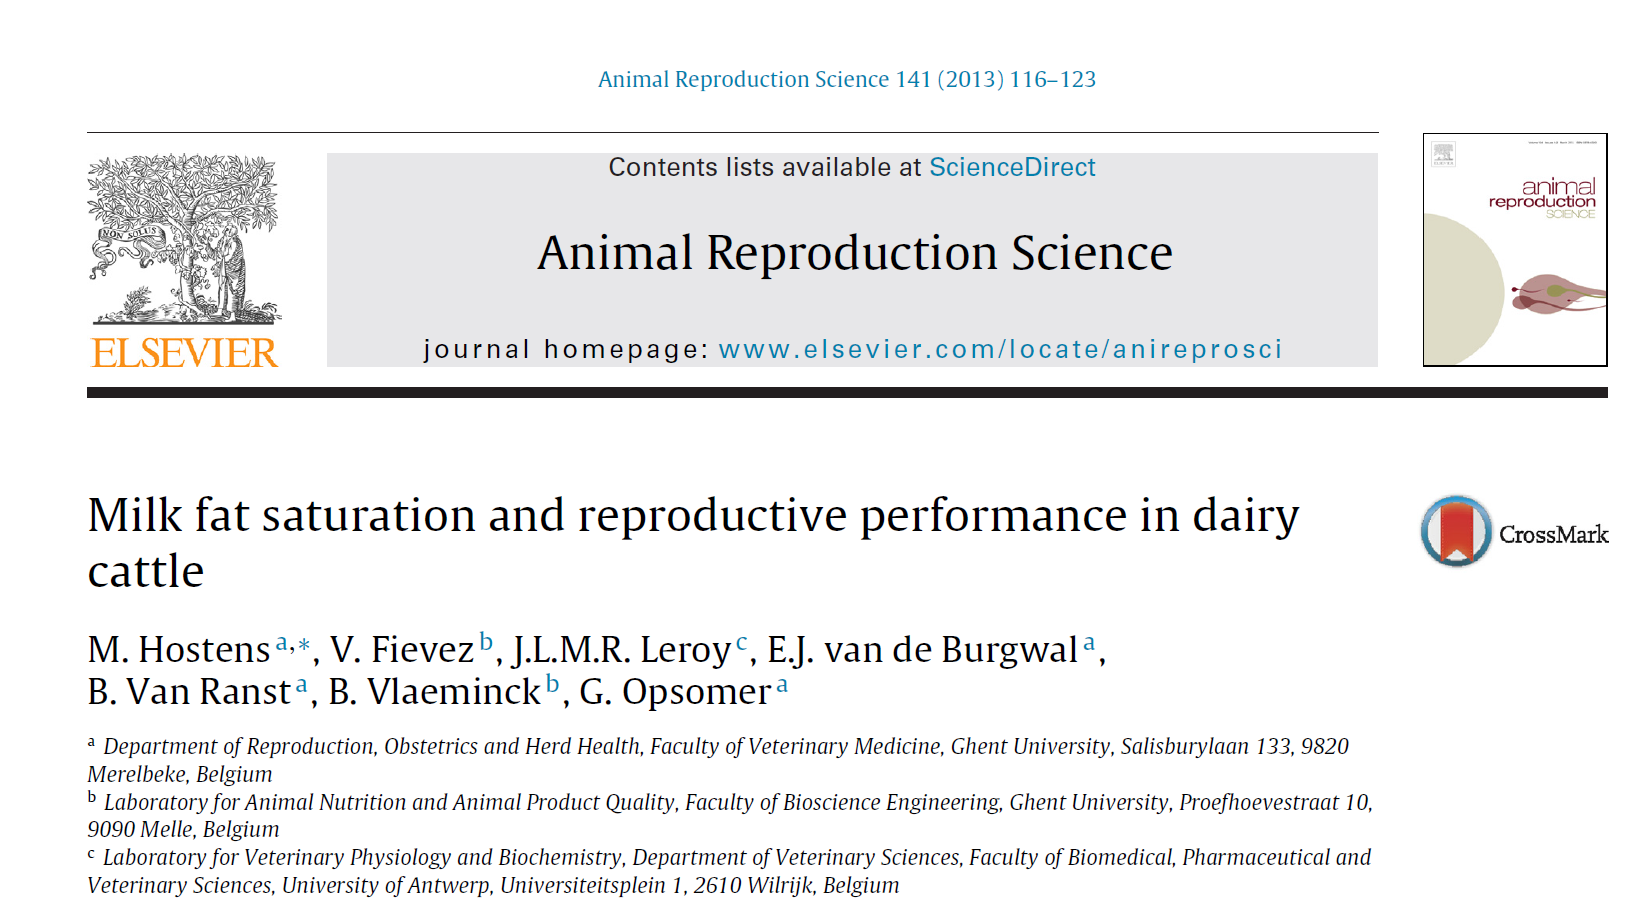 Animal Reproduction Science 141 (2013) 116–123
Contents lists available at ScienceDirect
Animal Reproduction Science
journal homepage: www.elsevier.com/locate/anireprosci
NON SOLUS
ELSEVIER
animal
reproduction
SCIENCE
Milk fat saturation and reproductive performance in dairy
cattle
CrossMark
M. Hostens a,*, V. Fievez b, J.L.M.R. Leroy c, E.J. van de Burgwal a,
B. Van Ranst a, B. Vlaeminck b, G. Opsomer a
a Department of Reproduction, Obstetrics and Herd Health, Faculty of Veterinary Medicine, Ghent University, Salisburylaan 133, 9820
Merelbeke, Belgium
b Laboratory for Animal Nutrition and Animal Product Quality, Faculty of Bioscience Engineering, Ghent University, Proefhoevestraat 10,
9090 Melle, Belgium
c Laboratory for Veterinary Physiology and Biochemistry, Department of Veterinary Sciences, Faculty of Biomedical, Pharmaceutical and
Veterinary Sciences, University of Antwerp, Universiteitsplein 1, 2610 Wilrijk, Belgium